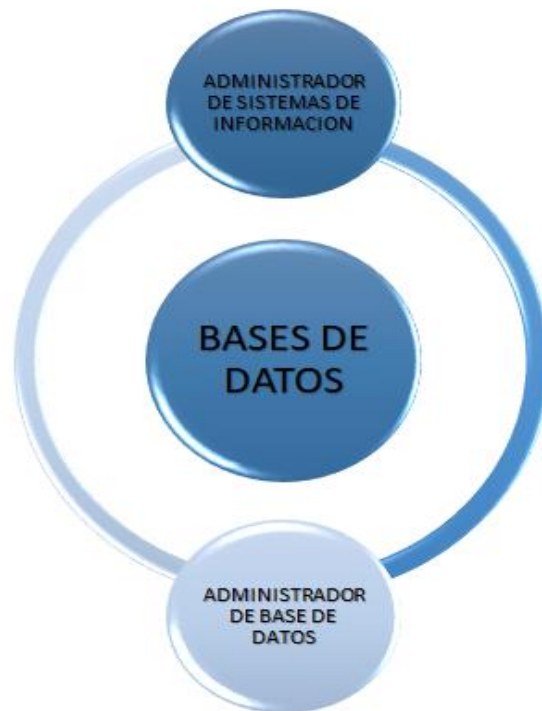 ADMINISTRADOR
DE SISTEMAS DE
INFORMACION
BASES DE
DATOS
ADMINISTRADOR
DE BASE DE
DATOS